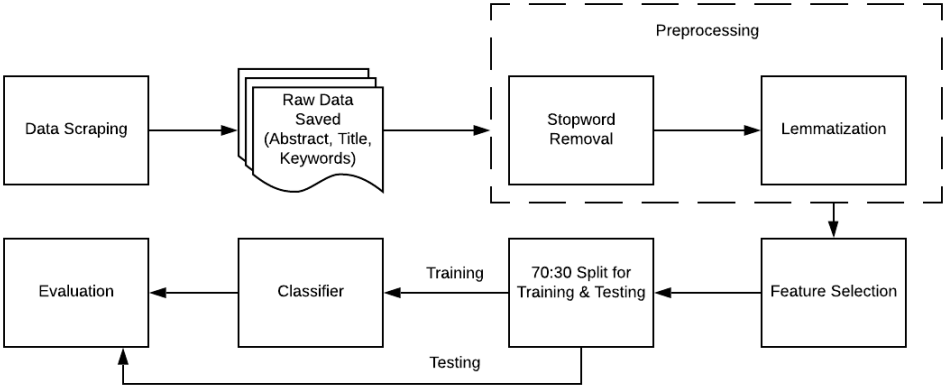 Preprocessing
Data Scraping
Raw Data
Saved
(Abstract, Title,
Keywords)
Stopword
Removal
Lemmatization
Evaluation
Classifier
Training
70:30 Split for
Training & Testing
Feature Selection
Testing